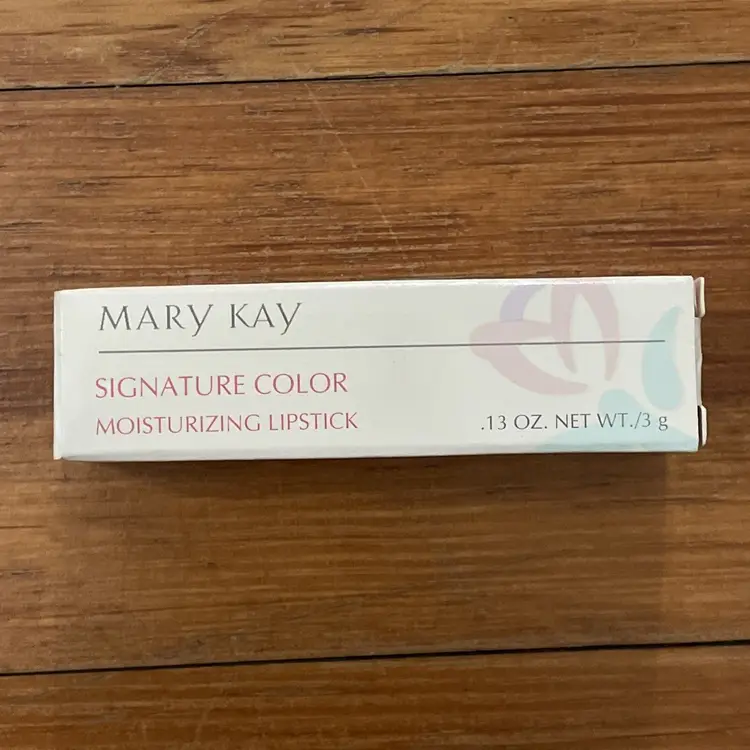 MARY KAY
SIGNATURE COLOR
MOISTURIZING LIPSTICK
.13 OZ. NET WT./3 g